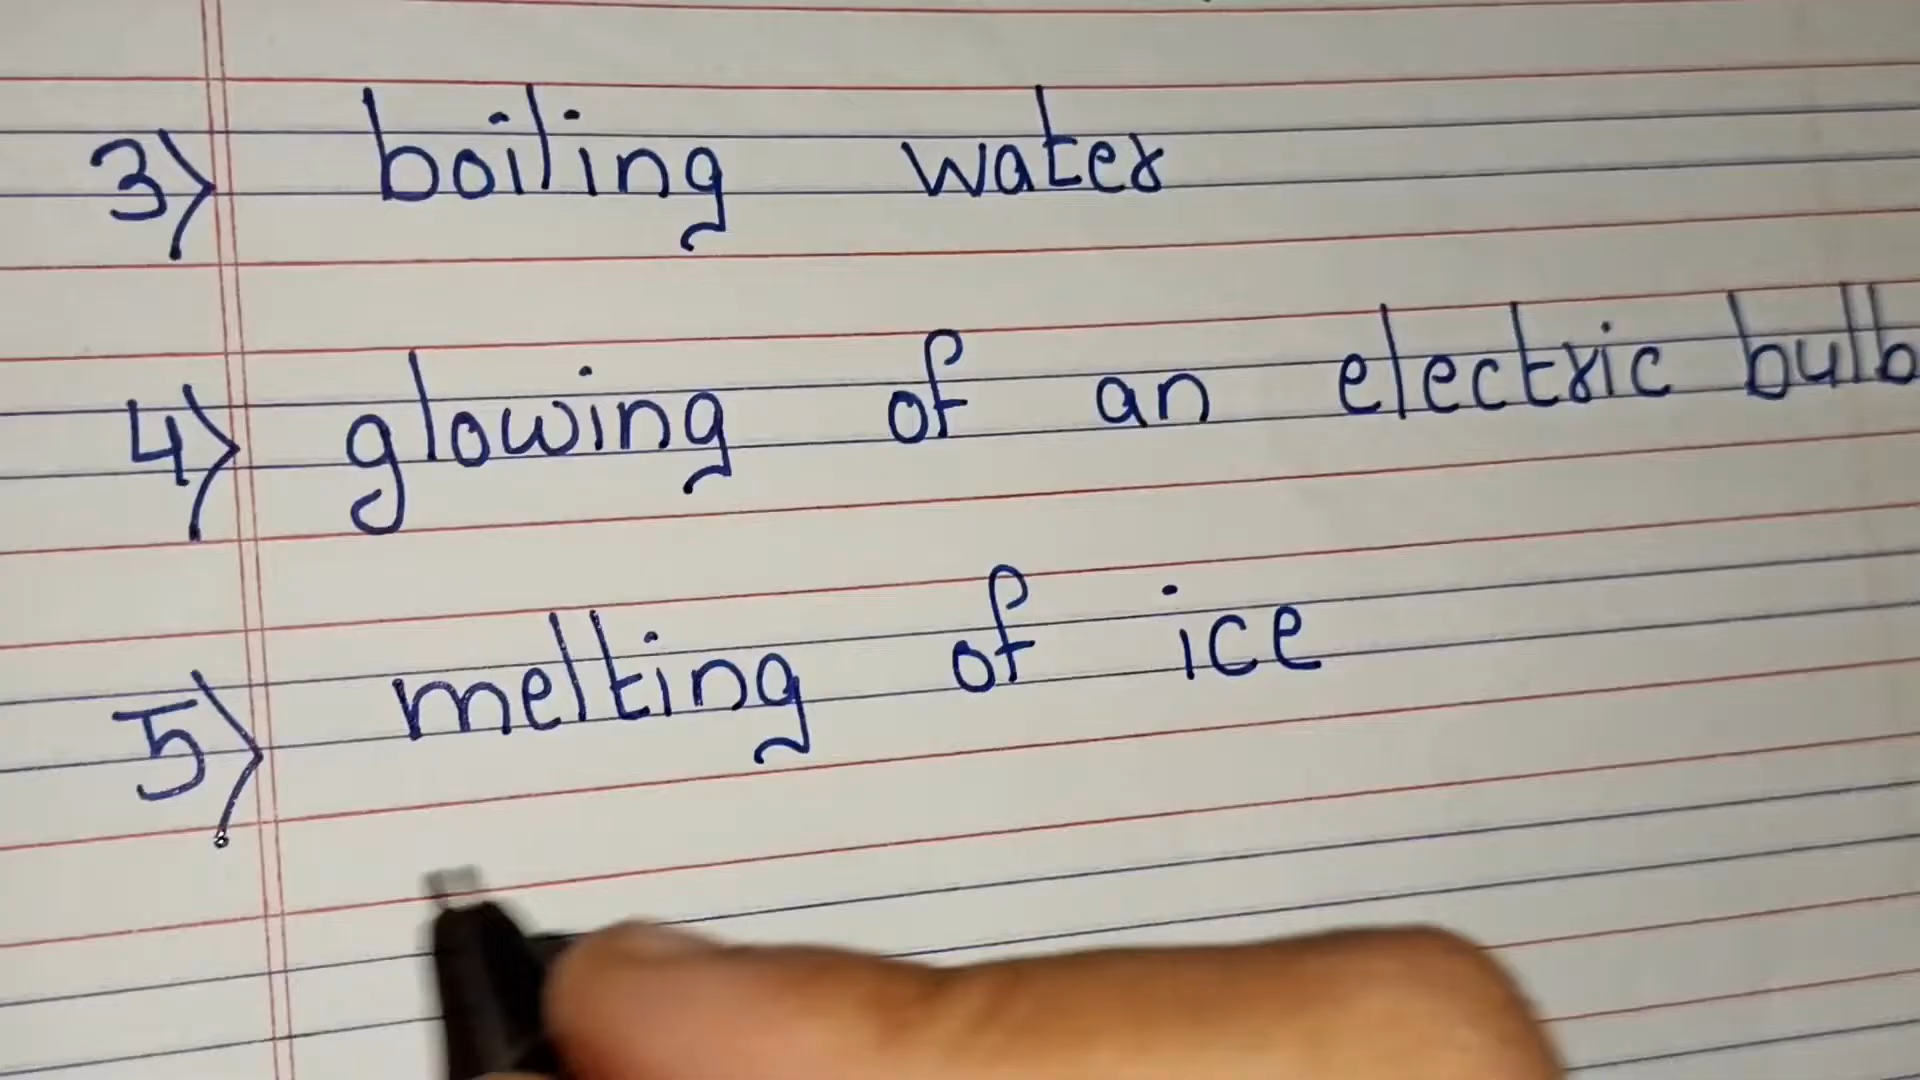 3) boiling water
4) glowing of an electric bulb
5) melting of ice